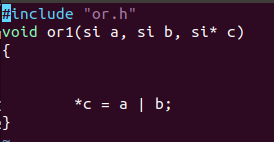 #include "or.h"
void or1(si a, si b, si* c)
{
*c = a | b;
}
~